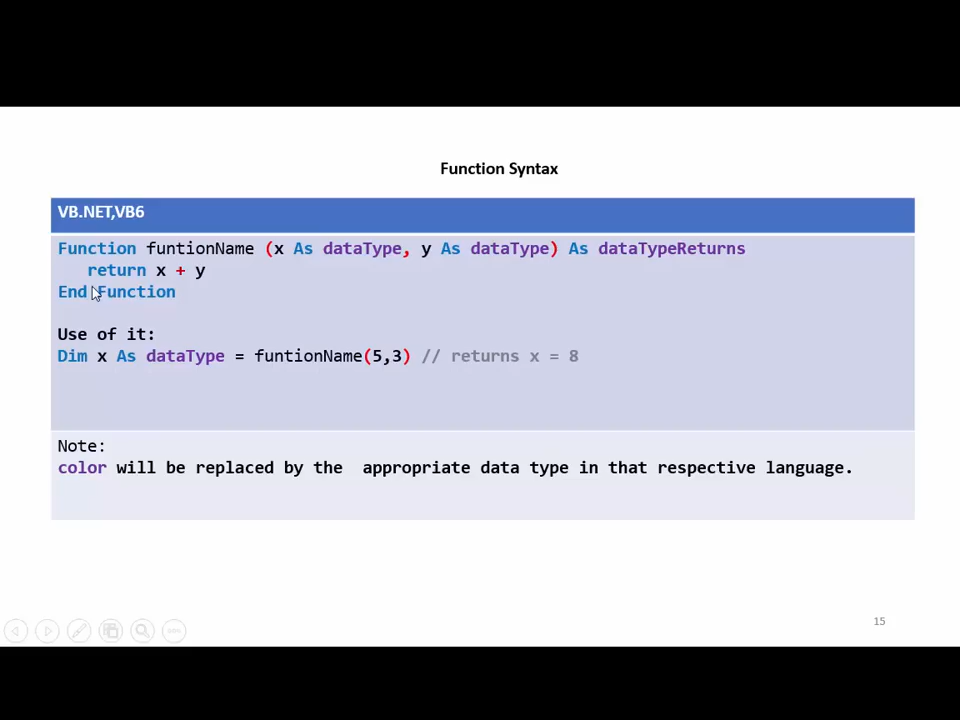 Function Syntax
VB.NET,VB6
Function funtionName (x As dataType, y As dataType) As dataTypeReturns
return x + y
End Function
Use of it:
Dim x As dataType = funtionName(5,3) // returns x = 8
Note:
color will be replaced by the appropriate data type in that respective language.
15